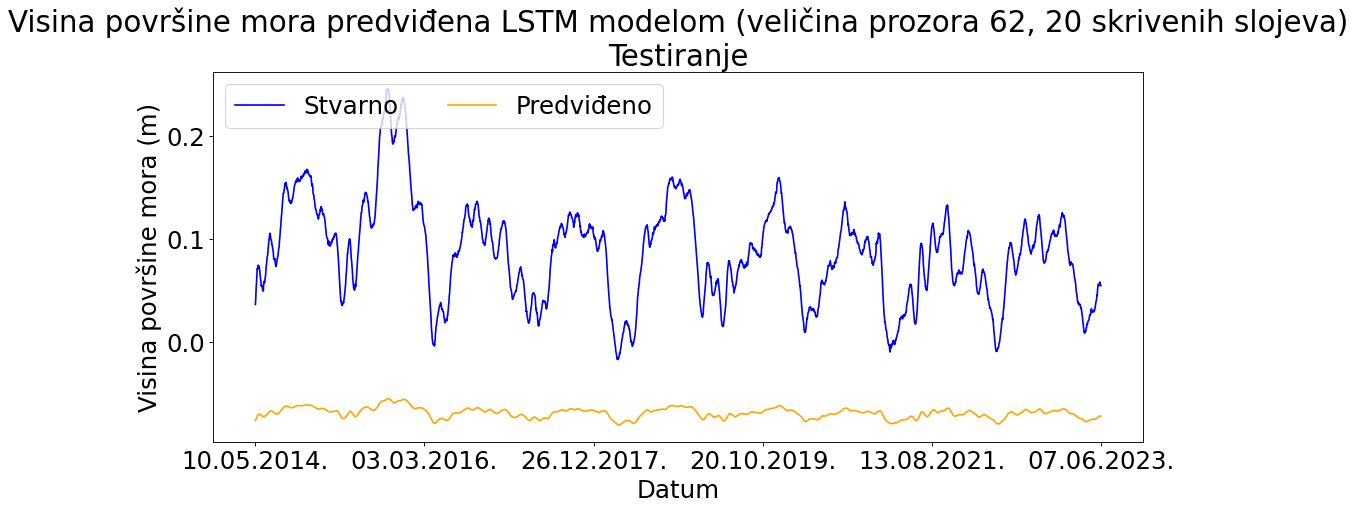 Visina površine mora predviđena LSTM modelom (veličina prozora 62, 20 skrivenih slojeva)
Testiranje
Stvarno
Predviđeno
Visina površine mora (m)
0.2
0.1
0.0
10.05.2014.
03.03.2016.
26.12.2017.
20.10.2019.
13.08.2021.
07.06.2023.
Datum